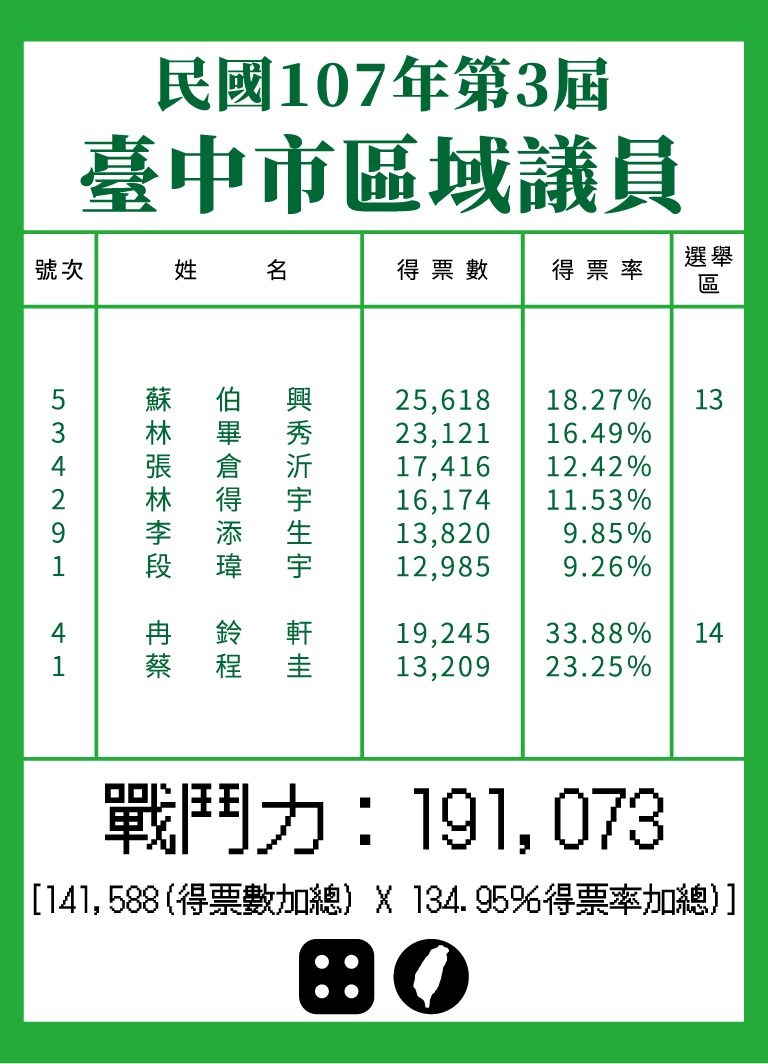 民國107年第3屆
臺中市區域議員
號次 姓名 得票數 得票率 選舉區
5 蘇伯興 25,618 18.27% 13
3 林畢秀 23,121 16.49%
4 張倉沂 17,416 12.42%
2 林得宇 16,174 11.53%
9 李添生 13,820 9.85%
1 段瑋宇 12,985 9.26%
4 冉鈴軒 19,245 33.88% 14
1 蔡程圭 13,209 23.25%
戰鬥力：191,073
[141,588(得票數加總) X 134.95%得票率加總)]